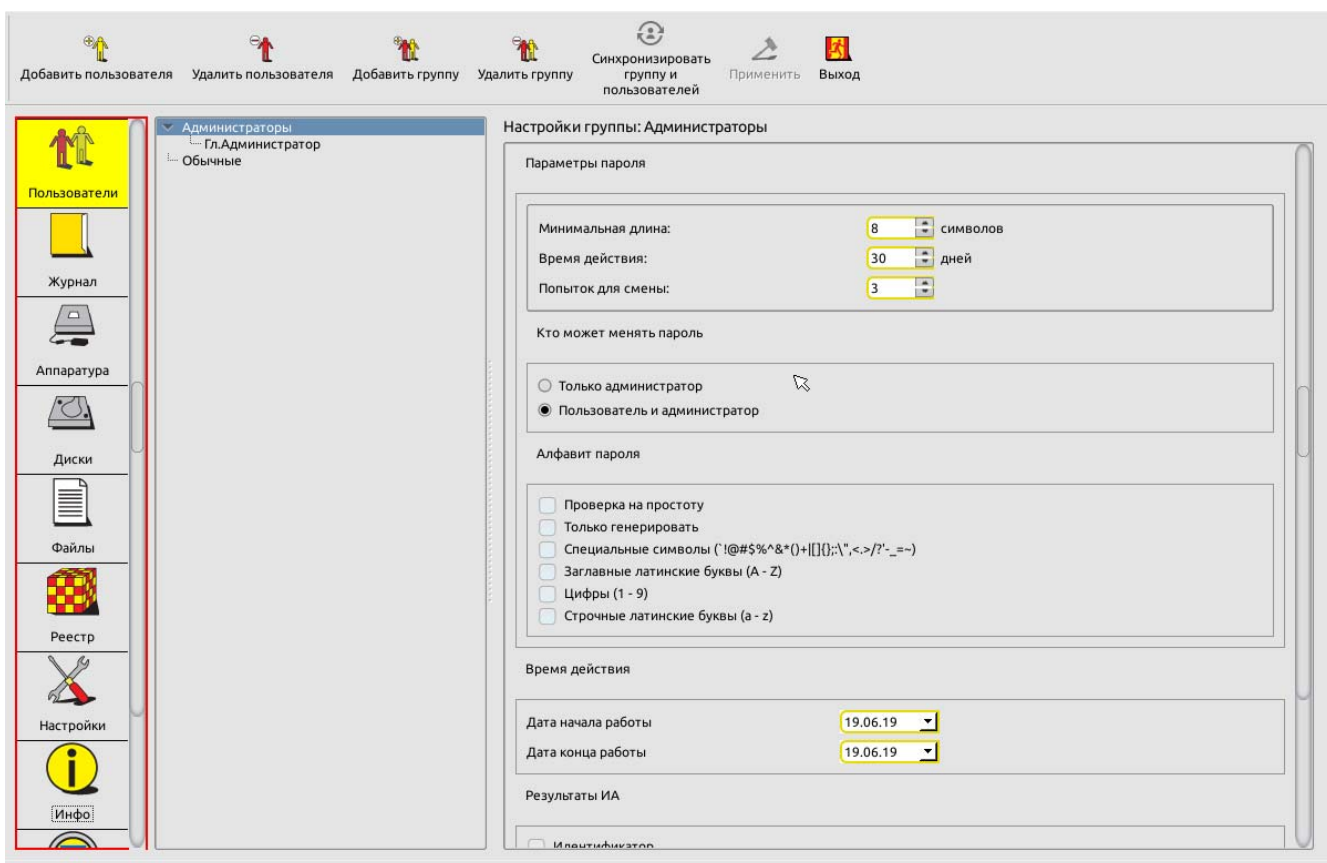 Добавить пользователя
Удалить пользователя
Добавить группу
Удалить группу
Синхронизировать
группу и
пользователей
Применить
Выход
Пользователи
Журнал
Аппаратура
Диски
Файлы
Реестр
Настройки
Инфо
Администраторы
Гл.Администратор
Обычные
Настройки группы: Администраторы
Параметры пароля
Минимальная длина: 8 символов
Время действия: 30 дней
Попыток для смены: 3
Кто может менять пароль
Только администратор
Пользователь и администратор
Алфавит пароля
Проверка на простоту
Только генерировать
Специальные символы (`!@#$%^&*()+|[]{};:\",<.>/?'-_=~)
Заглавные латинские буквы (A - Z)
Цифры (1 - 9)
Строчные латинские буквы (a - z)
Время действия
Дата начала работы 19.06.19
Дата конца работы 19.06.19
Результаты ИА
Идентификатор